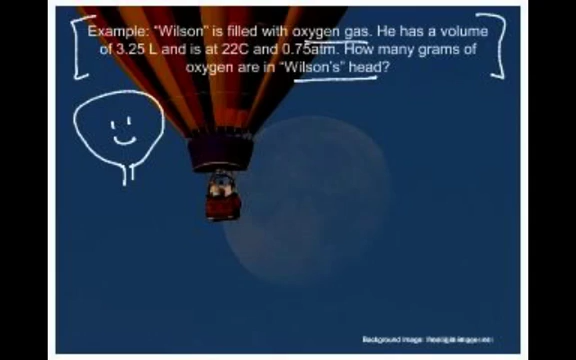 Example: “Wilson” is filled with oxygen gas. He has a volume
of 3.25 L and is at 22C and 0.75atm. How many grams of
oxygen are in “Wilson’s” head?
Background image: